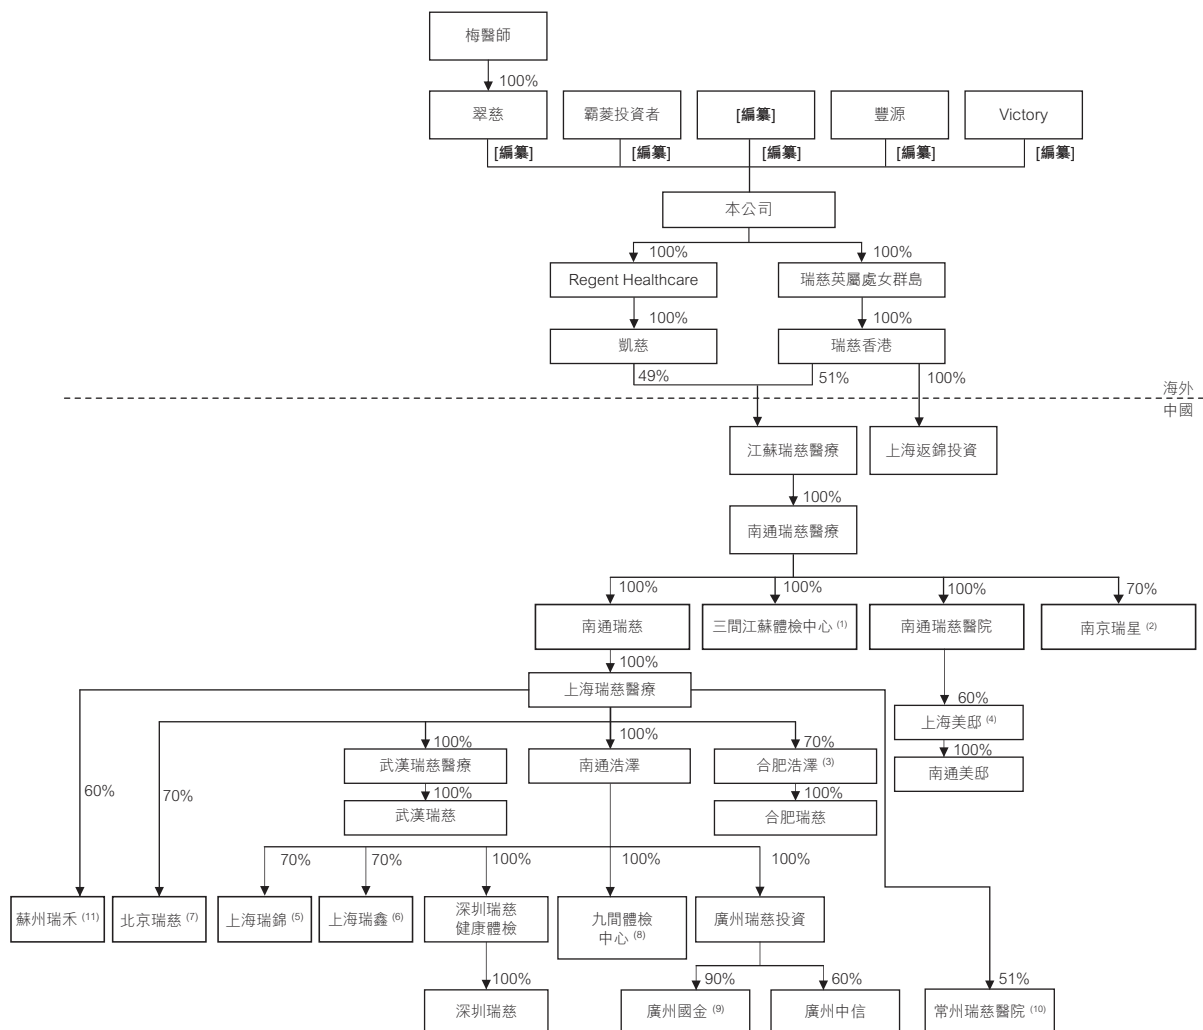 梅醫師
100%
翠慈
霸菱投資者
[編纂]
豐源
Victory
[編纂]
[編纂]
[編纂]
[編纂]
[編纂]
本公司
100%
100%
Regent Healthcare
瑞慈英屬處女群島
100%
100%
凱慈
瑞慈香港
49%
51%
100%
海外
中國
江蘇瑞慈醫療
上海返錦投資
100%
南通瑞慈醫療
100%
100%
100%
70%
南通瑞慈
三間江蘇體檢中心 (1)
南通瑞慈醫院
南京瑞星 (2)
100%
上海瑞慈醫療
60%
上海美邸 (4)
100%
100%
70%
100%
武漢瑞慈醫療
南通浩澤
合肥浩澤 (3)
南通美邸
60%
70%
100%
100%
武漢瑞慈
合肥瑞慈
70%
70%
100%
100%
100%
蘇州瑞禾 (11)
北京瑞慈 (7)
上海瑞錦 (5)
上海瑞鑫 (6)
深圳瑞慈
健康體檢
九間體檢
中心 (8)
廣州瑞慈投資
100%
90%
60%
51%
深圳瑞慈
廣州國金 (9)
廣州中信
常州瑞慈醫院 (10)